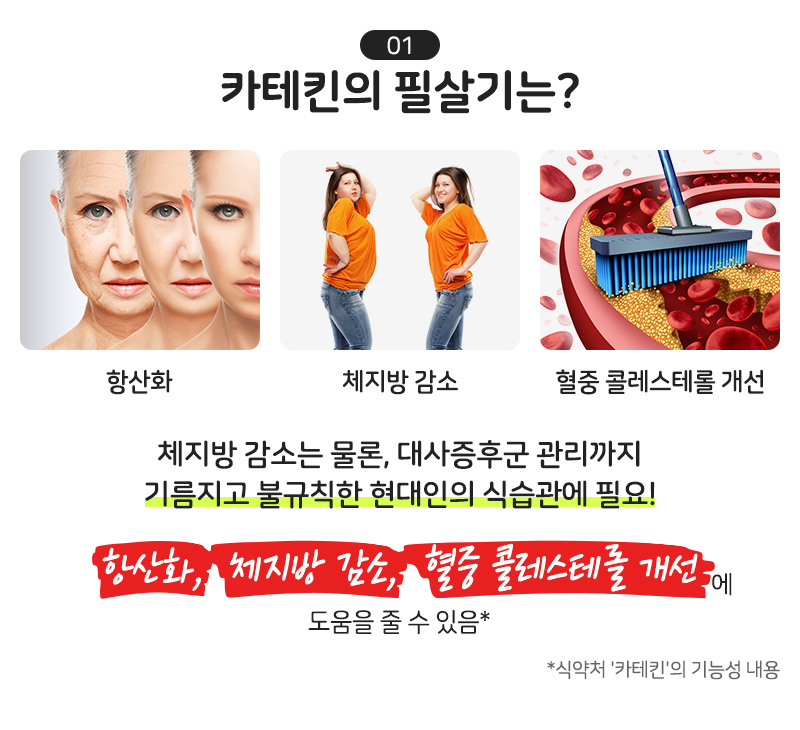 01
카테킨의 필살기는?
항산화
체지방 감소
혈중 콜레스테롤 개선
체지방 감소는 물론, 대사증후군 관리까지
기름지고 불규칙한 현대인의 식습관에 필요!
항산화, 체지방 감소, 혈중 콜레스테롤 개선에
도움을 줄 수 있음*
*식약처 '카테킨'의 기능성 내용